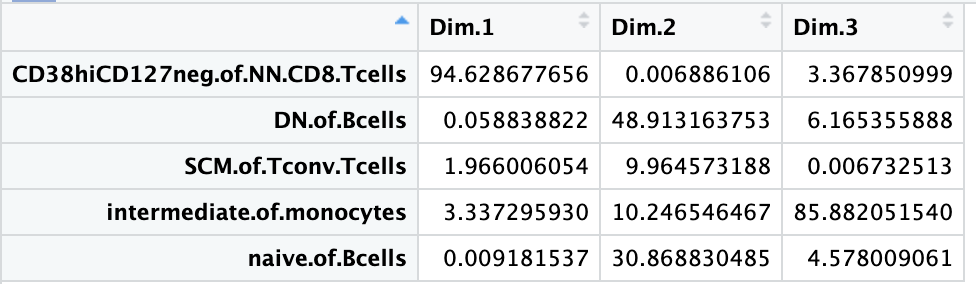 Dim.1 Dim.2 Dim.3
CD38hiCD127neg.of.NN.CD8.Tcells 94.628677656 0.006886106 3.367850999
DN.of.Bcells 0.058838822 48.913163753 6.165355888
SCM.of.Tconv.Tcells 1.966006054 9.964573188 0.006732513
intermediate.of.monocytes 3.337295930 10.246546467 85.882051540
naive.of.Bcells 0.009181537 30.868830485 4.578009061